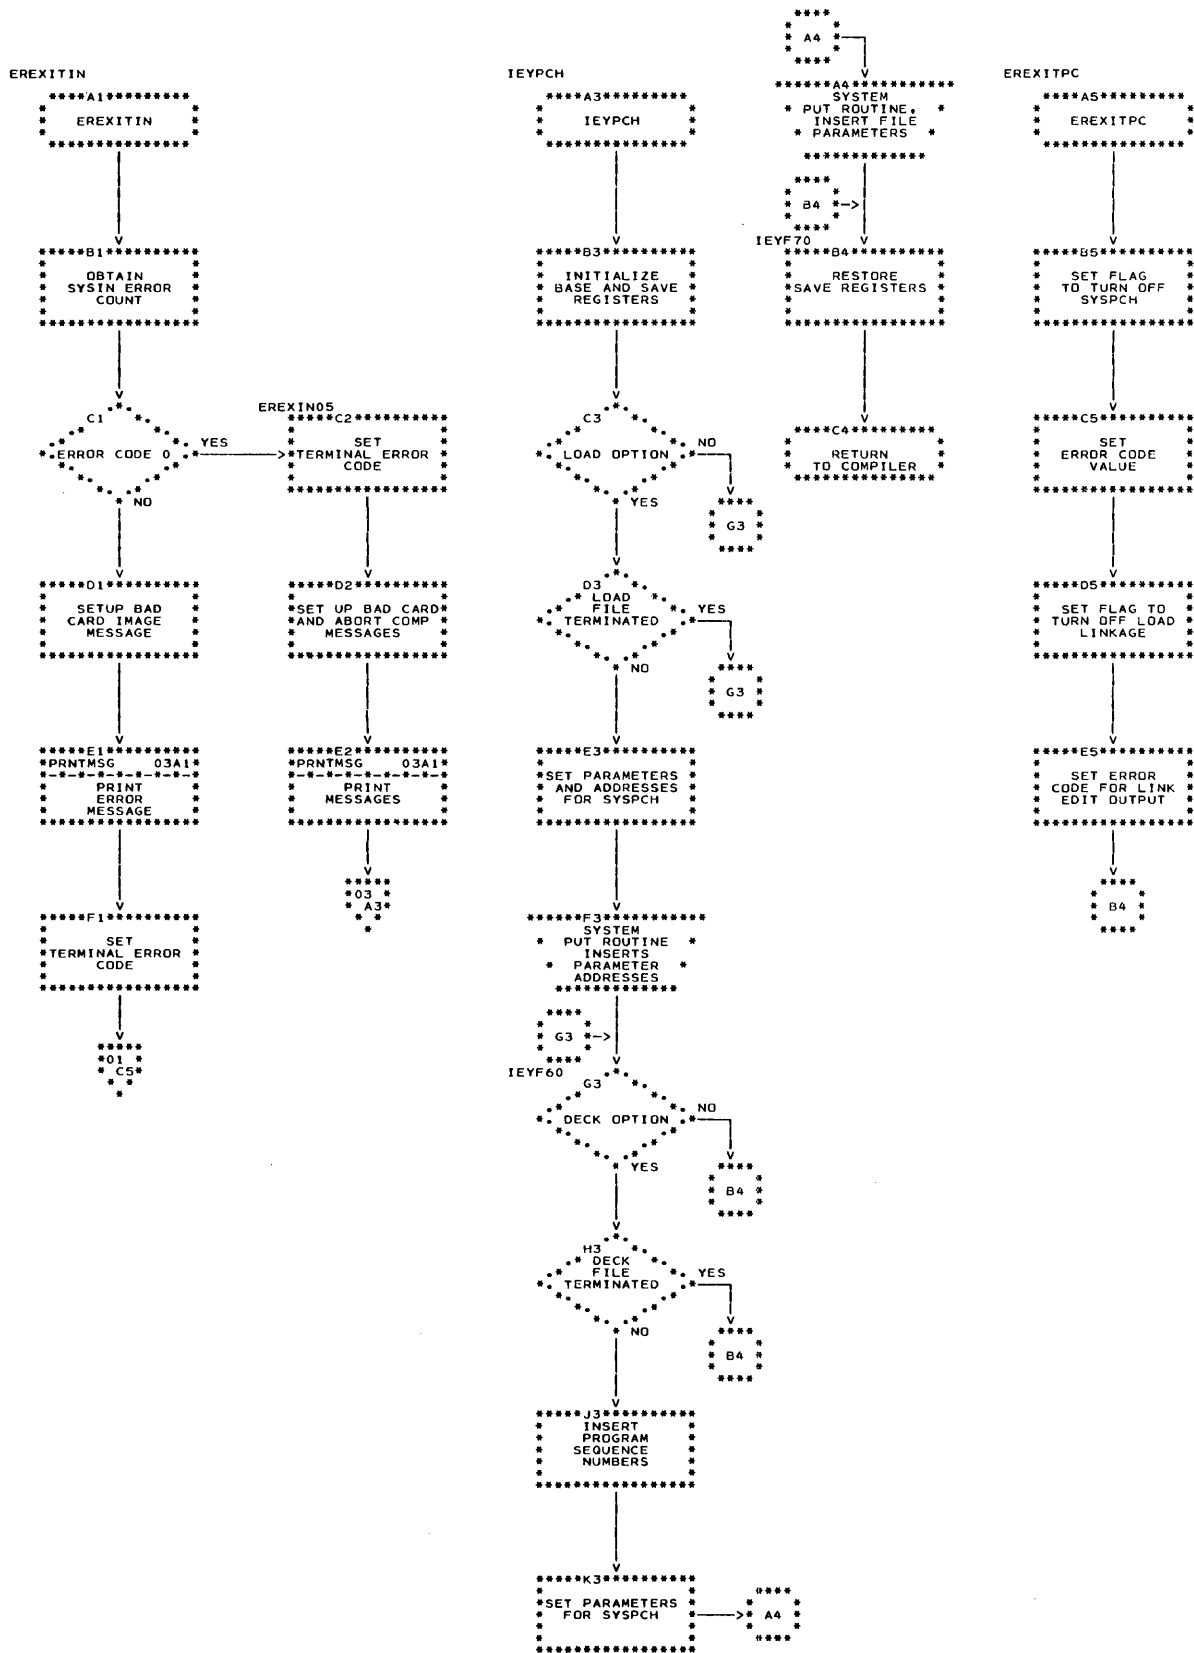 EREXITIN
A1
EREXITIN
B1
OBTAIN
SYSIN ERROR
COUNT
C1
ERROR CODE 0
YES
NO
D1
SETUP BAD
CARD IMAGE
MESSAGE
E1
PRNTMSG 03A1
PRINT
ERROR
MESSAGE
F1
SET
TERMINAL ERROR
CODE
01
C5
EREXIN05
C2
SET
TERMINAL ERROR
CODE
D2
SET UP BAD CARD
AND ABORT COMP
MESSAGES
E2
PRNTMSG 03A1
PRINT
MESSAGES
03
A3
IEYPCH
A3
IEYPCH
B3
INITIALIZE
BASE AND SAVE
REGISTERS
C3
LOAD OPTION
NO
G3
YES
D3
LOAD
FILE
TERMINATED
YES
G3
NO
E3
SET PARAMETERS
AND ADDRESSES
FOR SYSPCH
F3
SYSTEM
PUT ROUTINE
INSERTS
PARAMETER
ADDRESSES
G3
IEYF60
G3
DECK OPTION
NO
B4
YES
H3
DECK
FILE
TERMINATED
YES
B4
NO
J3
INSERT
PROGRAM
SEQUENCE
NUMBERS
K3
SET PARAMETERS
FOR SYSPCH
A4
A4
A4
SYSTEM
PUT ROUTINE,
INSERT FILE
PARAMETERS
B4
IEYF70
B4
RESTORE
SAVE REGISTERS
C4
RETURN
TO COMPILER
EREXITPC
A5
EREXITPC
B5
SET FLAG
TO TURN OFF
SYSPCH
C5
SET
ERROR CODE
VALUE
D5
SET FLAG TO
TURN OFF LOAD
LINKAGE
E5
SET ERROR
CODE FOR LINK
EDIT OUTPUT
B4